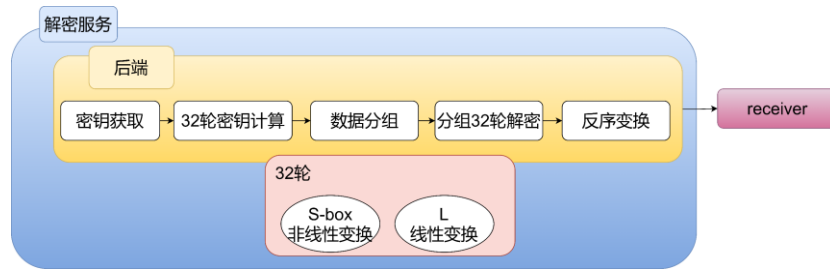 解密服务
后端
密钥获取
32轮密钥计算
数据分组
分组32轮解密
反序变换
receiver
32轮
S-box
非线性变换
L
线性变换